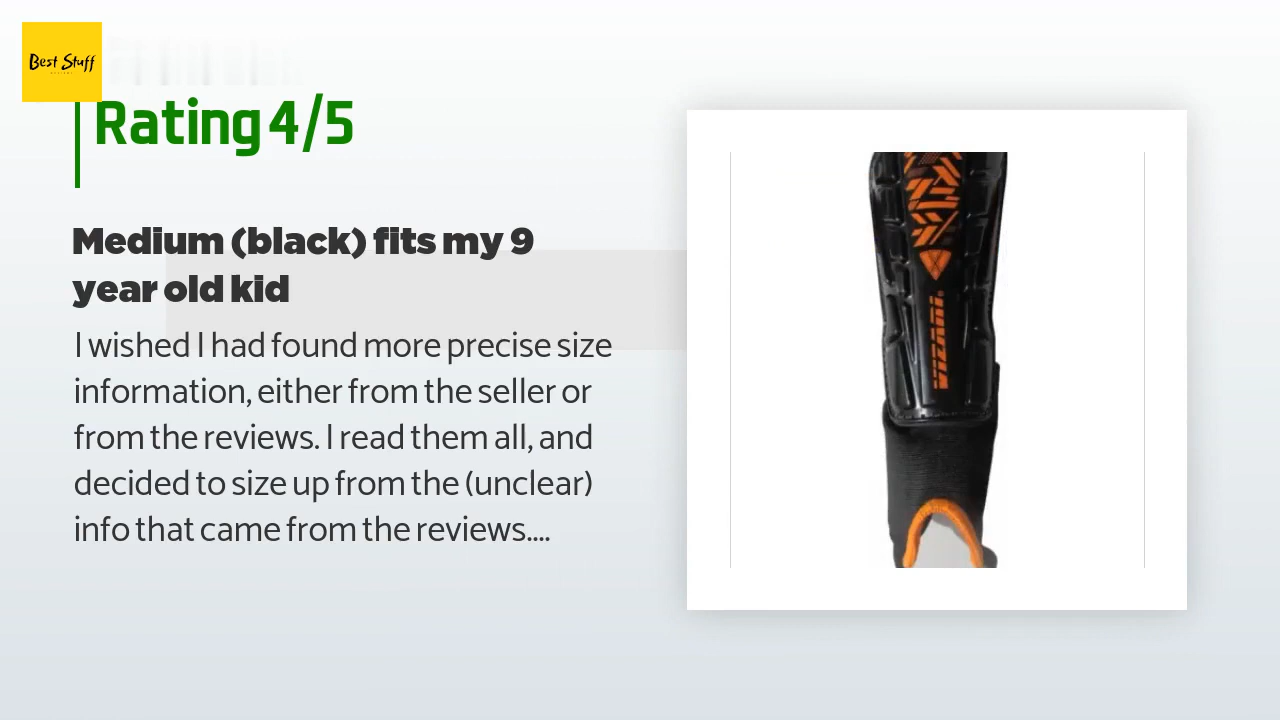 Best Stuff
Rating 4/5
Medium (black) fits my 9
year old kid
I wished I had found more precise size
information, either from the seller or
from the reviews. I read them all, and
decided to size up from the (unclear)
info that came from the reviews....
VIZARI